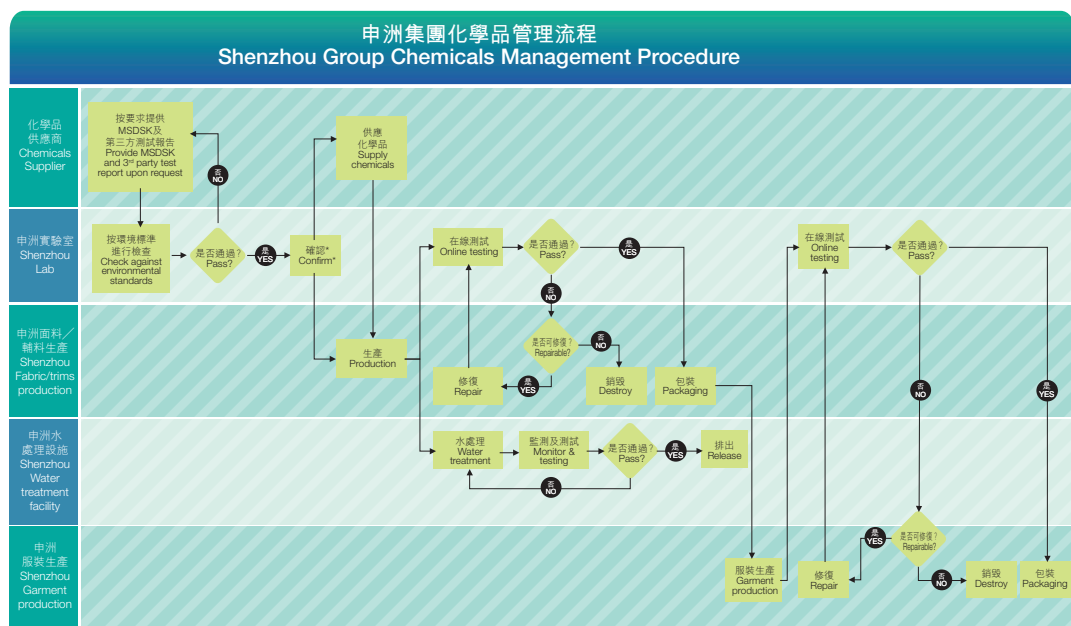 申洲集團化學品管理流程
Shenzhou Group Chemicals Management Procedure
化學品
供應商
Chemicals
Supplier
按要求提供
MSDSK及
第三方測試報告
Provide MSDSK
and 3rd party test
report upon request
否
NO
供應
化學品
Supply
chemicals
申洲實驗室
Shenzhou
Lab
按環境標準
進行檢查
Check against
environmental
standards
是否通過?
Pass?
是
YES
確認*
Confirm*
在線測試
Online testing
是否通過?
Pass?
是
YES
否
NO
在線測試
Online
testing
是否通過?
Pass?
申洲面料／
輔料生產
Shenzhou
Fabric/trims
production
生產
Production
修復
Repair
是
YES
是否可修復?
Repairable?
否
NO
銷毀
Destroy
包裝
Packaging
否
NO
是
YES
申洲水
處理設施
Shenzhou
Water
treatment
facility
水處理
Water
treatment
監測及測試
Monitor &
testing
是否通過?
Pass?
是
YES
排出
Release
否
NO
申洲
服裝生產
Shenzhou
Garment
production
服裝生產
Garment
production
修復
Repair
是
YES
是否可修復?
Repairable?
否
NO
銷毀
Destroy
包裝
Packaging